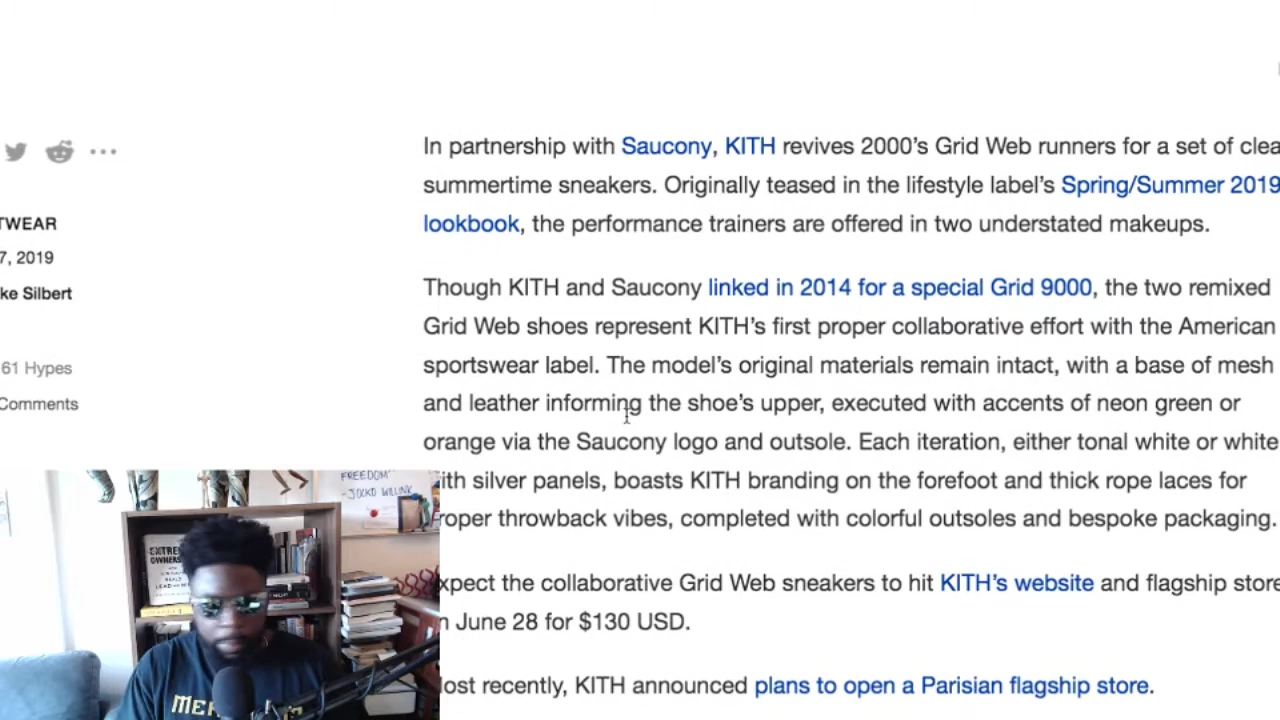 In partnership with Saucony, KITH revives 2000's Grid Web runners for a set of clea
summertime sneakers. Originally teased in the lifestyle label's Spring/Summer 2019
lookbook, the performance trainers are offered in two understated makeups.
TWEAR
7, 2019
ke Silbert
61 Hypes
Comments
Though KITH and Saucony linked in 2014 for a special Grid 9000, the two remixed
Grid Web shoes represent KITH's first proper collaborative effort with the American
sportswear label. The model's original materials remain intact, with a base of mesh
and leather informing the shoe's upper, executed with accents of neon green or
orange via the Saucony logo and outsole. Each iteration, either tonal white or white
ith silver panels, boasts KITH branding on the forefoot and thick rope laces for
roper throwback vibes, completed with colorful outsoles and bespoke packaging.
xpect the collaborative Grid Web sneakers to hit KITH's website and flagship store
n June 28 for $130 USD.
ost recently, KITH announced plans to open a Parisian flagship store.
FREEDOM"
-JOCKO WILLINK
EXTRE
OWNERS
MER